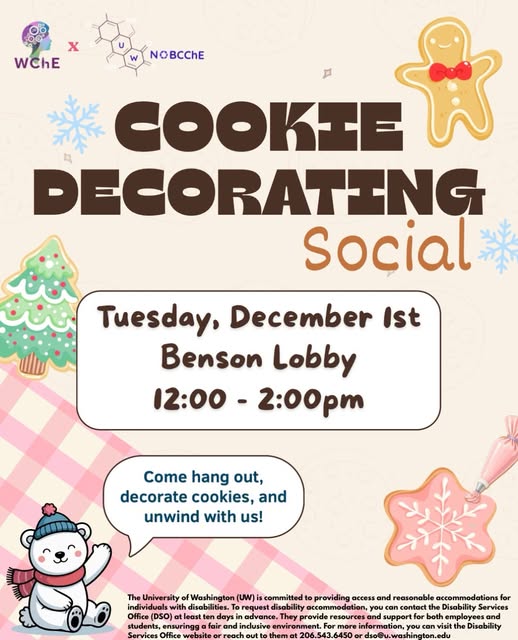 WChE x UW NOBCChE
COOKIE
DECORATING
Social
Tuesday, December 1st
Benson Lobby
12:00 - 2:00pm
Come hang out,
decorate cookies, and
unwind with us!
The University of Washington (UW) is committed to providing access and reasonable accommodations for
individuals with disabilities. To request disability accommodation, you can contact the Disability Services
Office (DSO) at least ten days in advance. They provide resources and support for both employees and
students, ensuring a fair and inclusive environment. For more information, you can visit the Disability
Services Office website or reach out to them at 206.543.6450 or dso@u.washington.edu